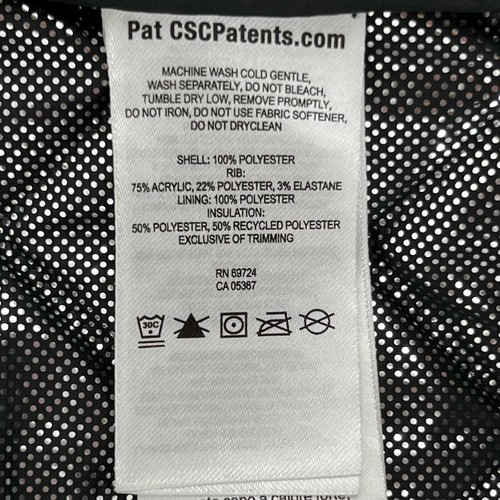 Pat CSCPatents.com
MACHINE WASH COLD GENTLE,
WASH SEPARATELY, DO NOT BLEACH,
TUMBLE DRY LOW, REMOVE PROMPTLY,
DO NOT IRON, DO NOT USE FABRIC SOFTENER,
DO NOT DRYCLEAN
SHELL: 100% POLYESTER
RIB:
75% ACRYLIC, 22% POLYESTER, 3% ELASTANE
LINING: 100% POLYESTER
INSULATION:
50% POLYESTER, 50% RECYCLED POLYESTER
EXCLUSIVE OF TRIMMING
RN 69724
CA 05367
30C